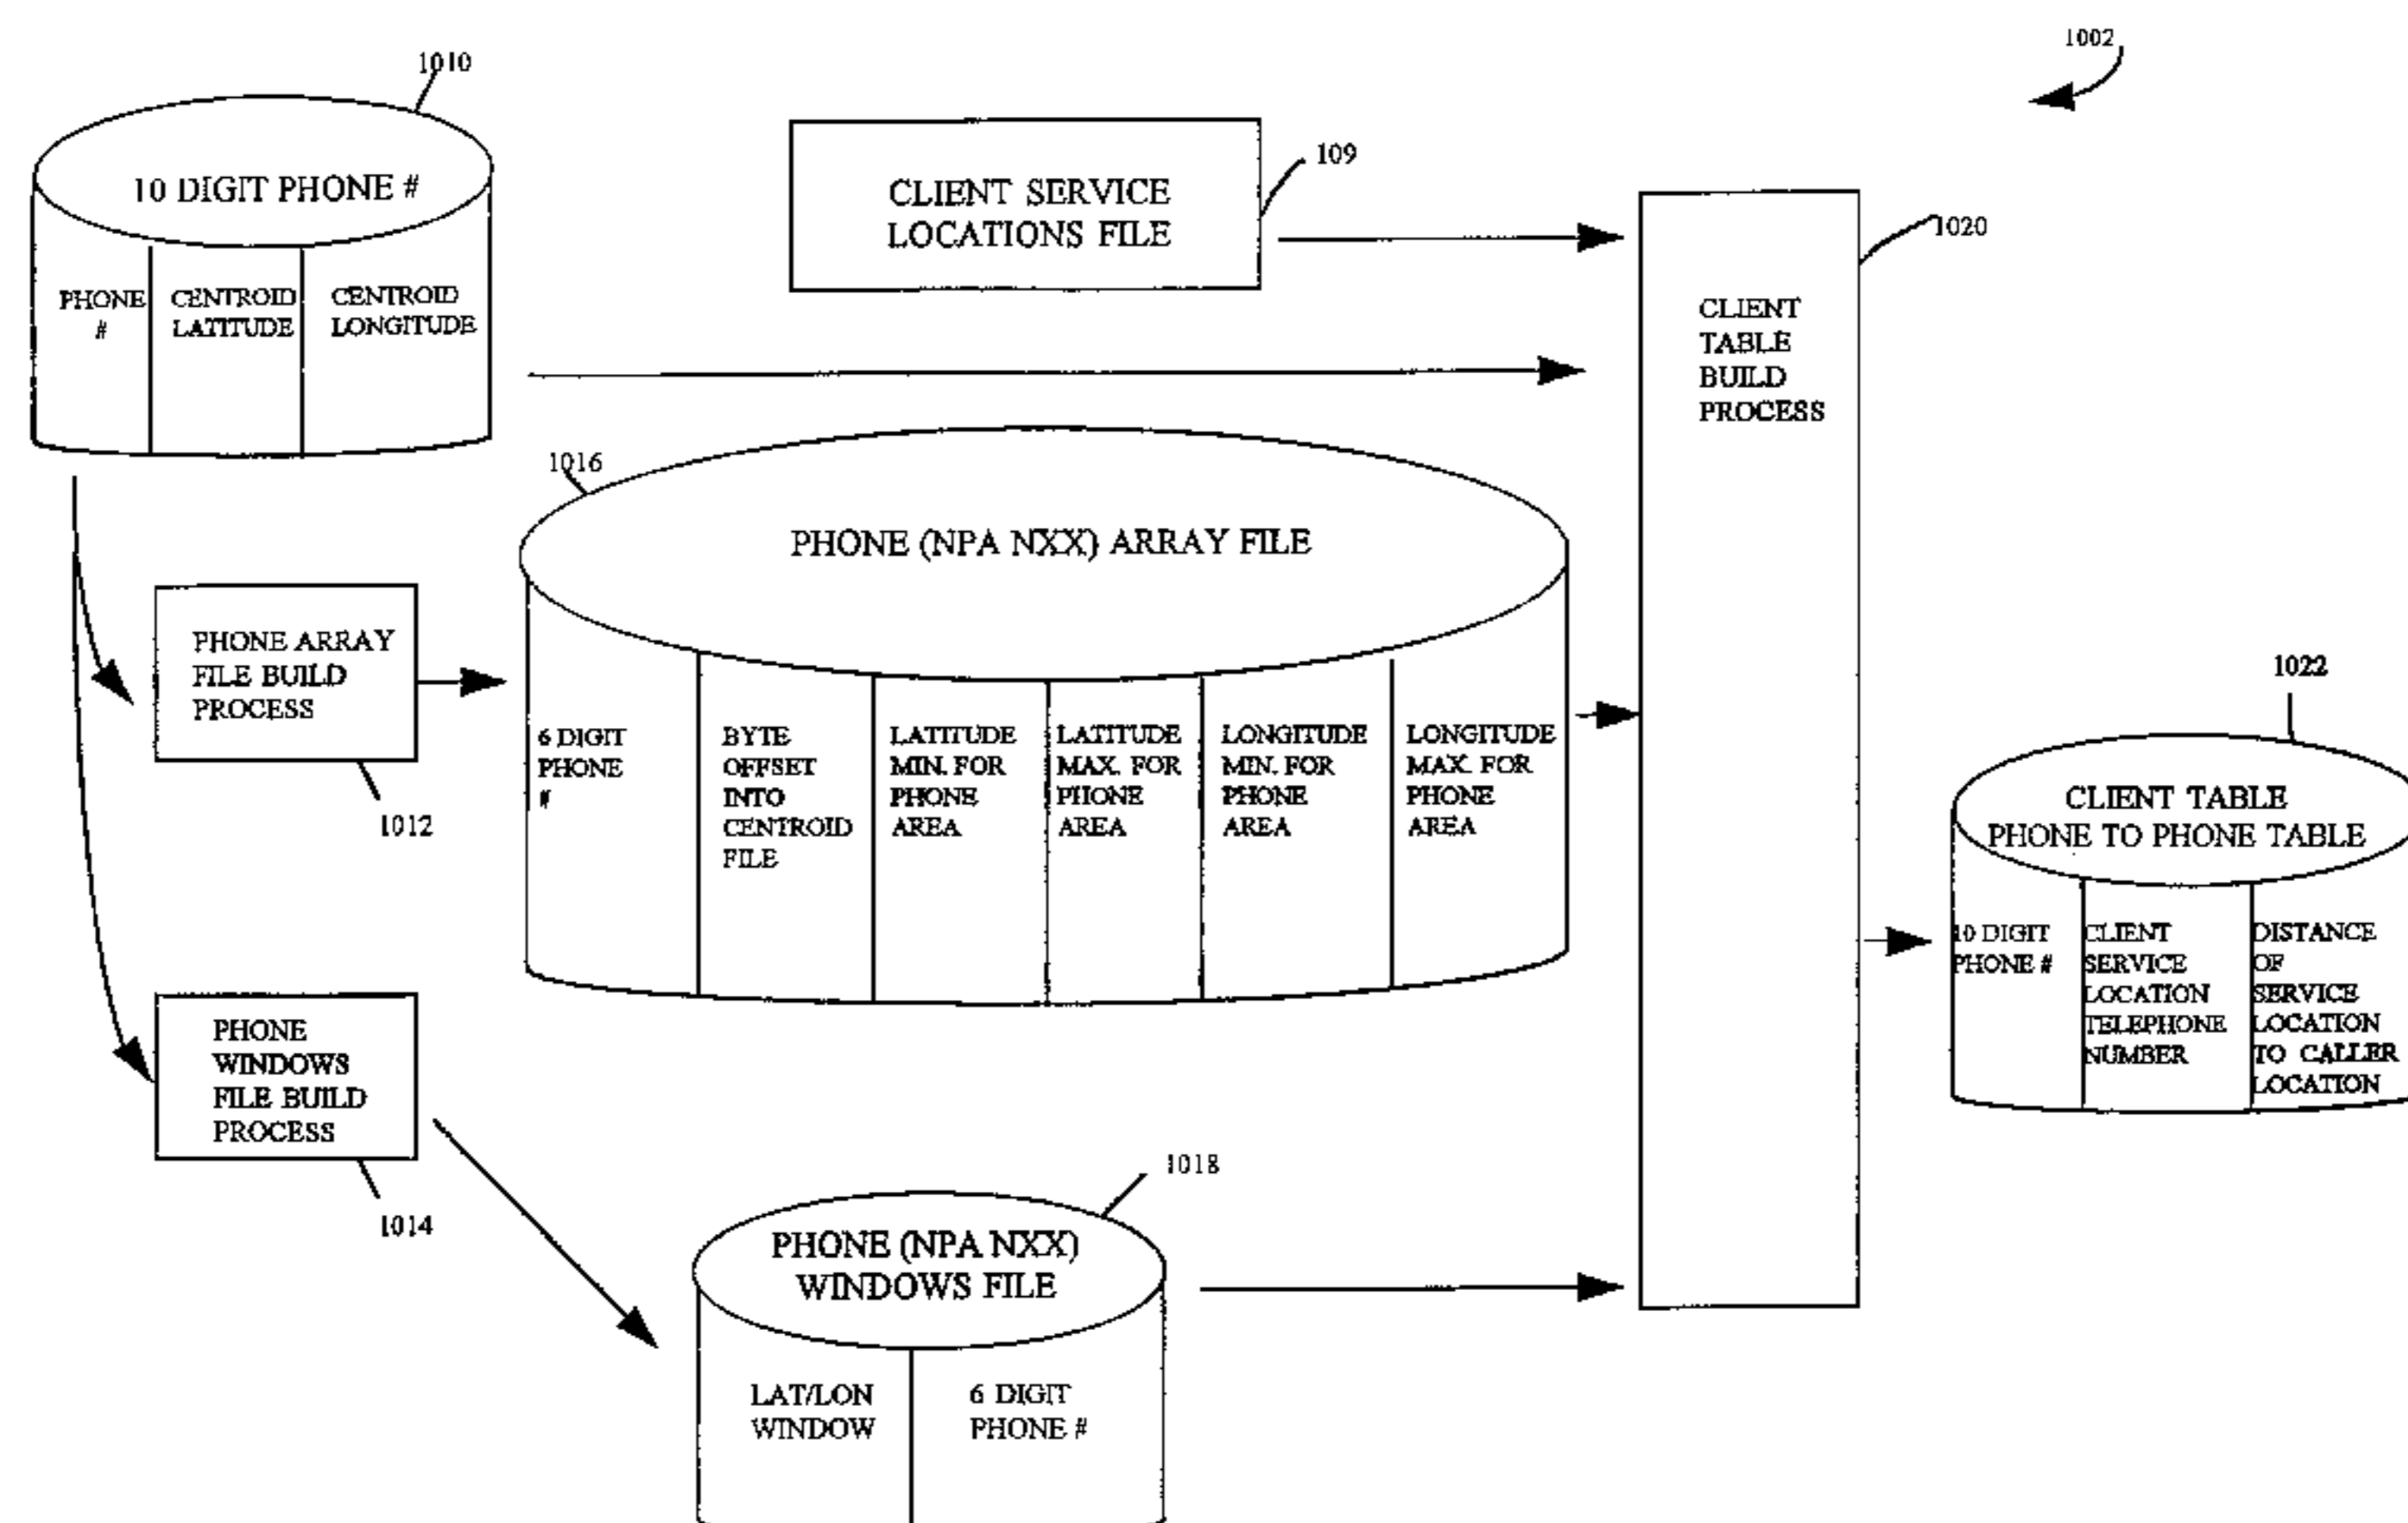 1002
1010
10 DIGIT PHONE #
PHONE
#
CENTROID
LATITUDE
CENTROID
LONGITUDE
CLIENT SERVICE
LOCATIONS FILE
109
1020
CLIENT
TABLE
BUILD
PROCESS
1016
PHONE (NPA NXX) ARRAY FILE
6 DIGIT
PHONE
#
BYTE
OFFSET
INTO
CENTROID
FILE
LATITUDE
MIN. FOR
PHONE
AREA
LATITUDE
MAX. FOR
PHONE
AREA
LONGITUDE
MIN. FOR
PHONE
AREA
LONGITUDE
MAX. FOR
PHONE
AREA
PHONE ARRAY
FILE BUILD
PROCESS
1012
PHONE
WINDOWS
FILE BUILD
PROCESS
1014
1018
PHONE (NPA NXX)
WINDOWS FILE
LAT/LON
WINDOW
6 DIGIT
PHONE #
1022
CLIENT TABLE
PHONE TO PHONE TABLE
10 DIGIT
PHONE #
CLIENT
SERVICE
LOCATION
TELEPHONE
NUMBER
DISTANCE
OF
SERVICE
LOCATION
TO CALLER
LOCATION